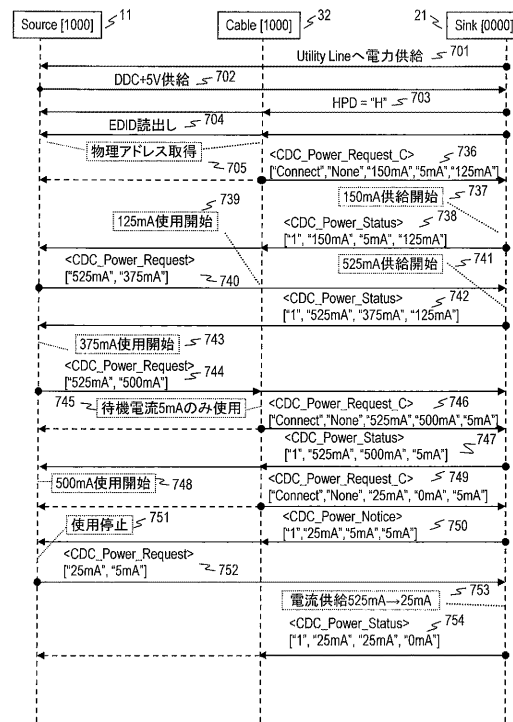 Source [1000] 11
Cable [1000] 32
Sink {0000} 21
Utility Lineへ電力供給 701
DDC+5V供給 702
HPD = "H" 703
EDID読出し 704
物理アドレス取得 705
<CDC_Power_Request_C> 736
["Connect","None","150mA","5mA","125mA"]
150mA供給開始 737
739
125mA使用開始
<CDC_Power_Status> 738
["1", "150mA", "5mA", "125mA"]
<CDC_Power_Request>
["525mA", "375mA"] 740
525mA供給開始 741
<CDC_Power_Status> 742
["1", "525mA", "375mA", "125mA"]
375mA使用開始 743
<CDC_Power_Request>
["525mA", "500mA"] 744
745 待機電流5mAのみ使用
<CDC_Power_Request_C> 746
["Connect","None","525mA","500mA","5mA"]
<CDC_Power_Status> 747
["1", "525mA", "500mA", "5mA"]
500mA使用開始 748
<CDC_Power_Request_C> 749
["Connect","None", "25mA", "0mA", "5mA"]
使用停止 751
<CDC_Power_Notice> 750
["1","25mA","5mA","5mA"]
<CDC_Power_Request>
["25mA", "5mA"] 752
753
電流供給525mA→25mA
<CDC_Power_Status> 754
["1", "25mA", "25mA", "0mA"]